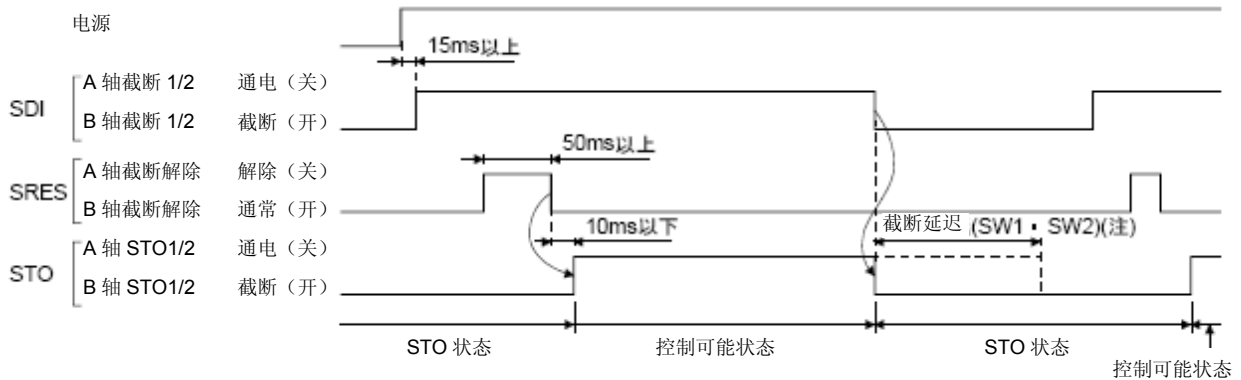 电源
15ms以上
SDI
A 轴截断 1/2 通电（关）
B 轴截断 1/2 截断（开）
50ms以上
SRES
A 轴截断解除 解除（关）
B 轴截断解除 通常（开）
10ms以下
截断延迟 (SW1・SW2)(注)
STO
A 轴 STO1/2 通电（关）
B 轴 STO1/2 截断（开）
STO 状态
控制可能状态
STO 状态
控制可能状态